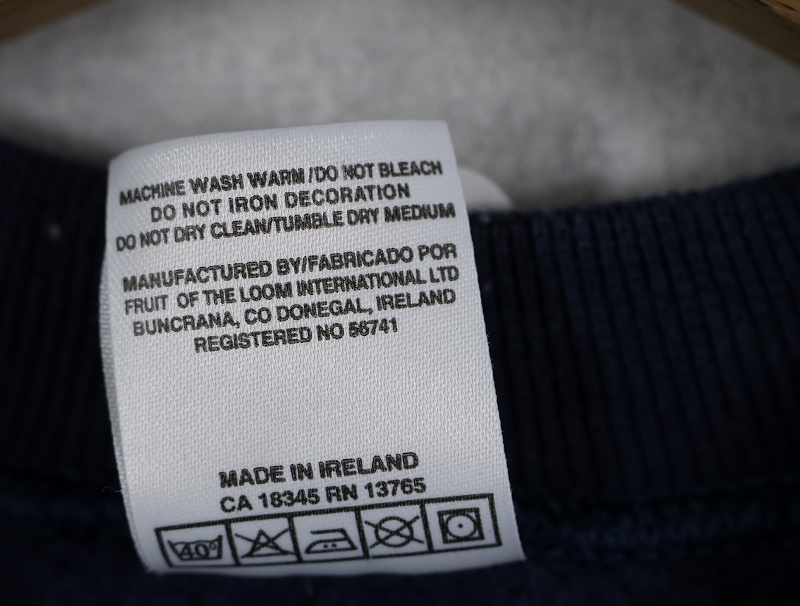 MACHINE WASH WARM/DO NOT BLEACH
DO NOT IRON DECORATION
DO NOT DRY CLEAN/TUMBLE DRY MEDIUM
MANUFACTURED BY/FABRICADO POR
FRUIT OF THE LOOM INTERNATIONAL LTD
BUNCRANA, CO DONEGAL, IRELAND
REGISTERED NO 56741
MADE IN IRELAND
CA 18345 RN 13765
40°